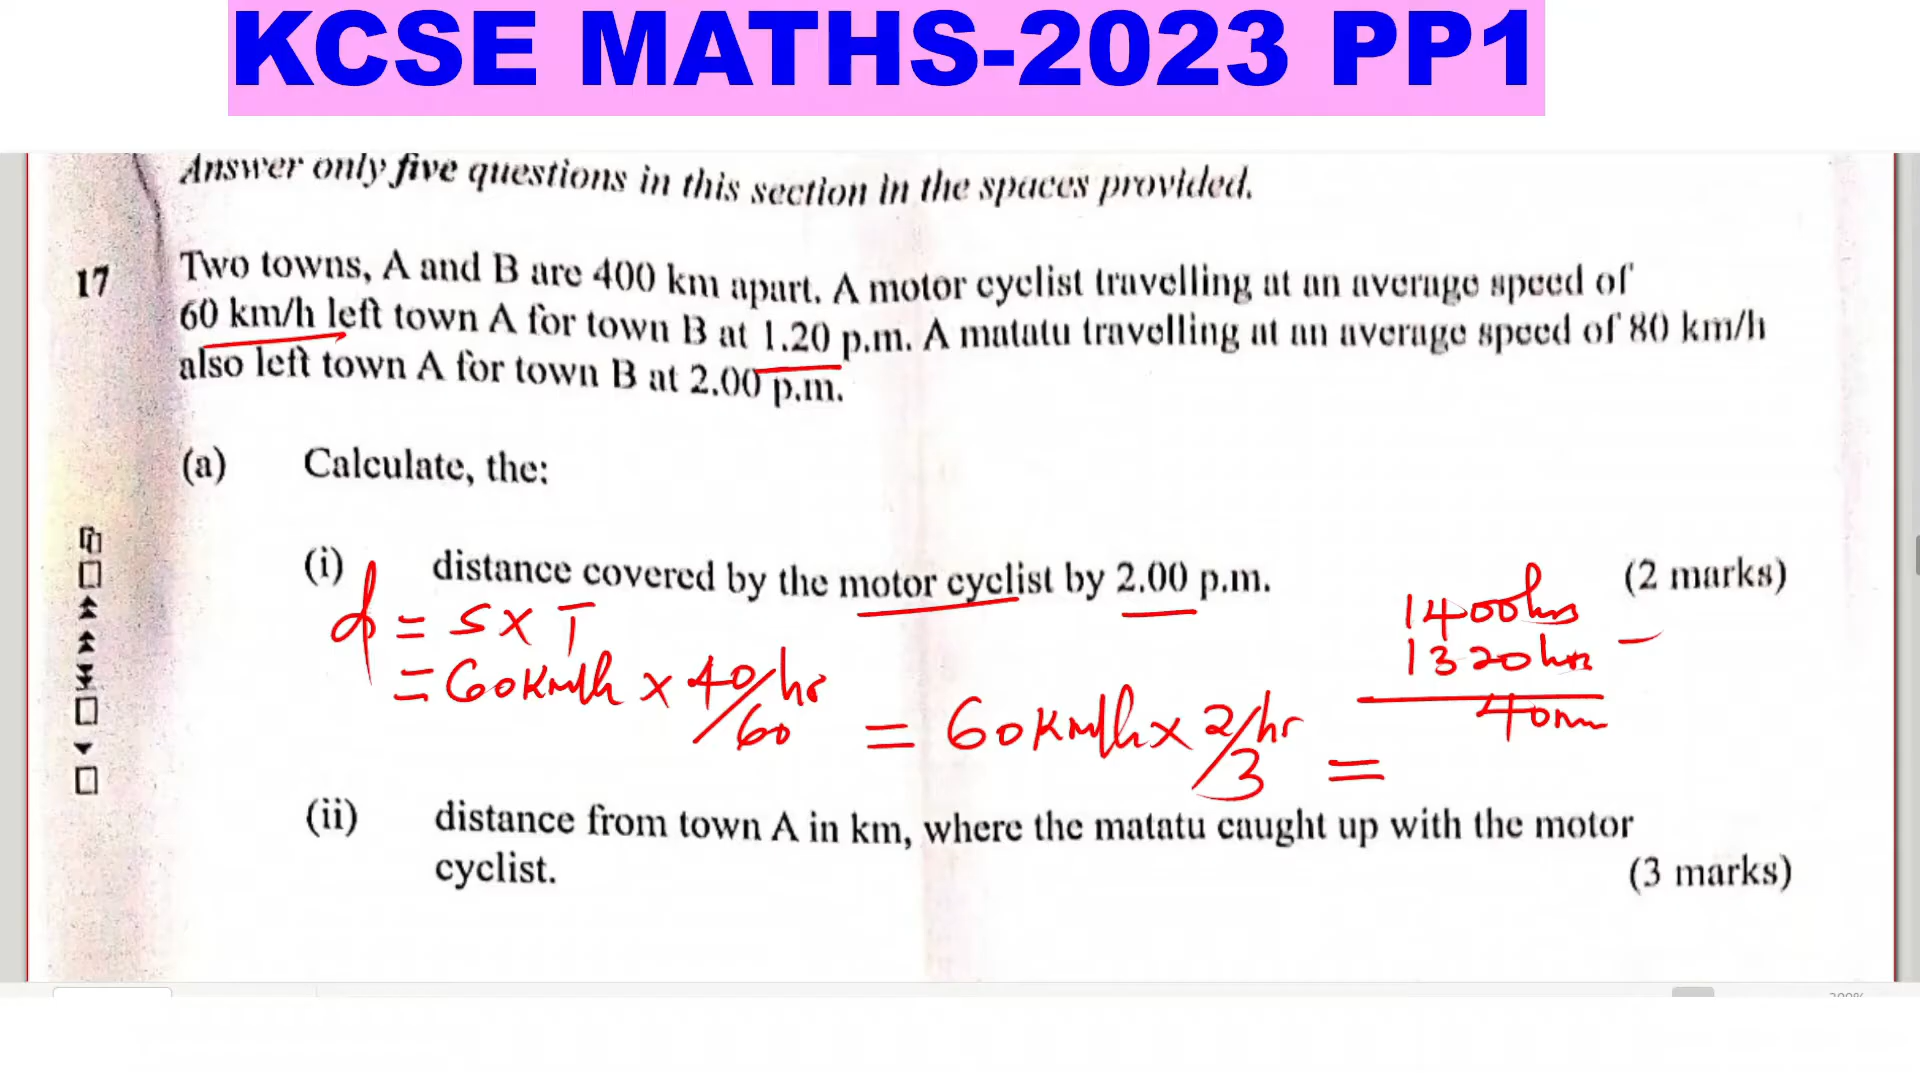 KCSE MATHS-2023 PP1
Answer only five questions in this section in the spaces provided.
17 Two towns, A and B are 400 km apart. A motor cyclist travelling at an average speed of
60 km/h left town A for town B at 1.20 p.m. A matatu travelling at an average speed of 80 km/h
also left town A for town B at 2.00 p.m.
(a) Calculate, the:
(i) distance covered by the motor cyclist by 2.00 p.m. (2 marks)
d = S x T
= 60Km/h x 40/60 hr = 60Km/h x 2/3 hr =
1400hrs
1320hrs -
40
(ii) distance from town A in km, where the matatu caught up with the motor
cyclist. (3 marks)